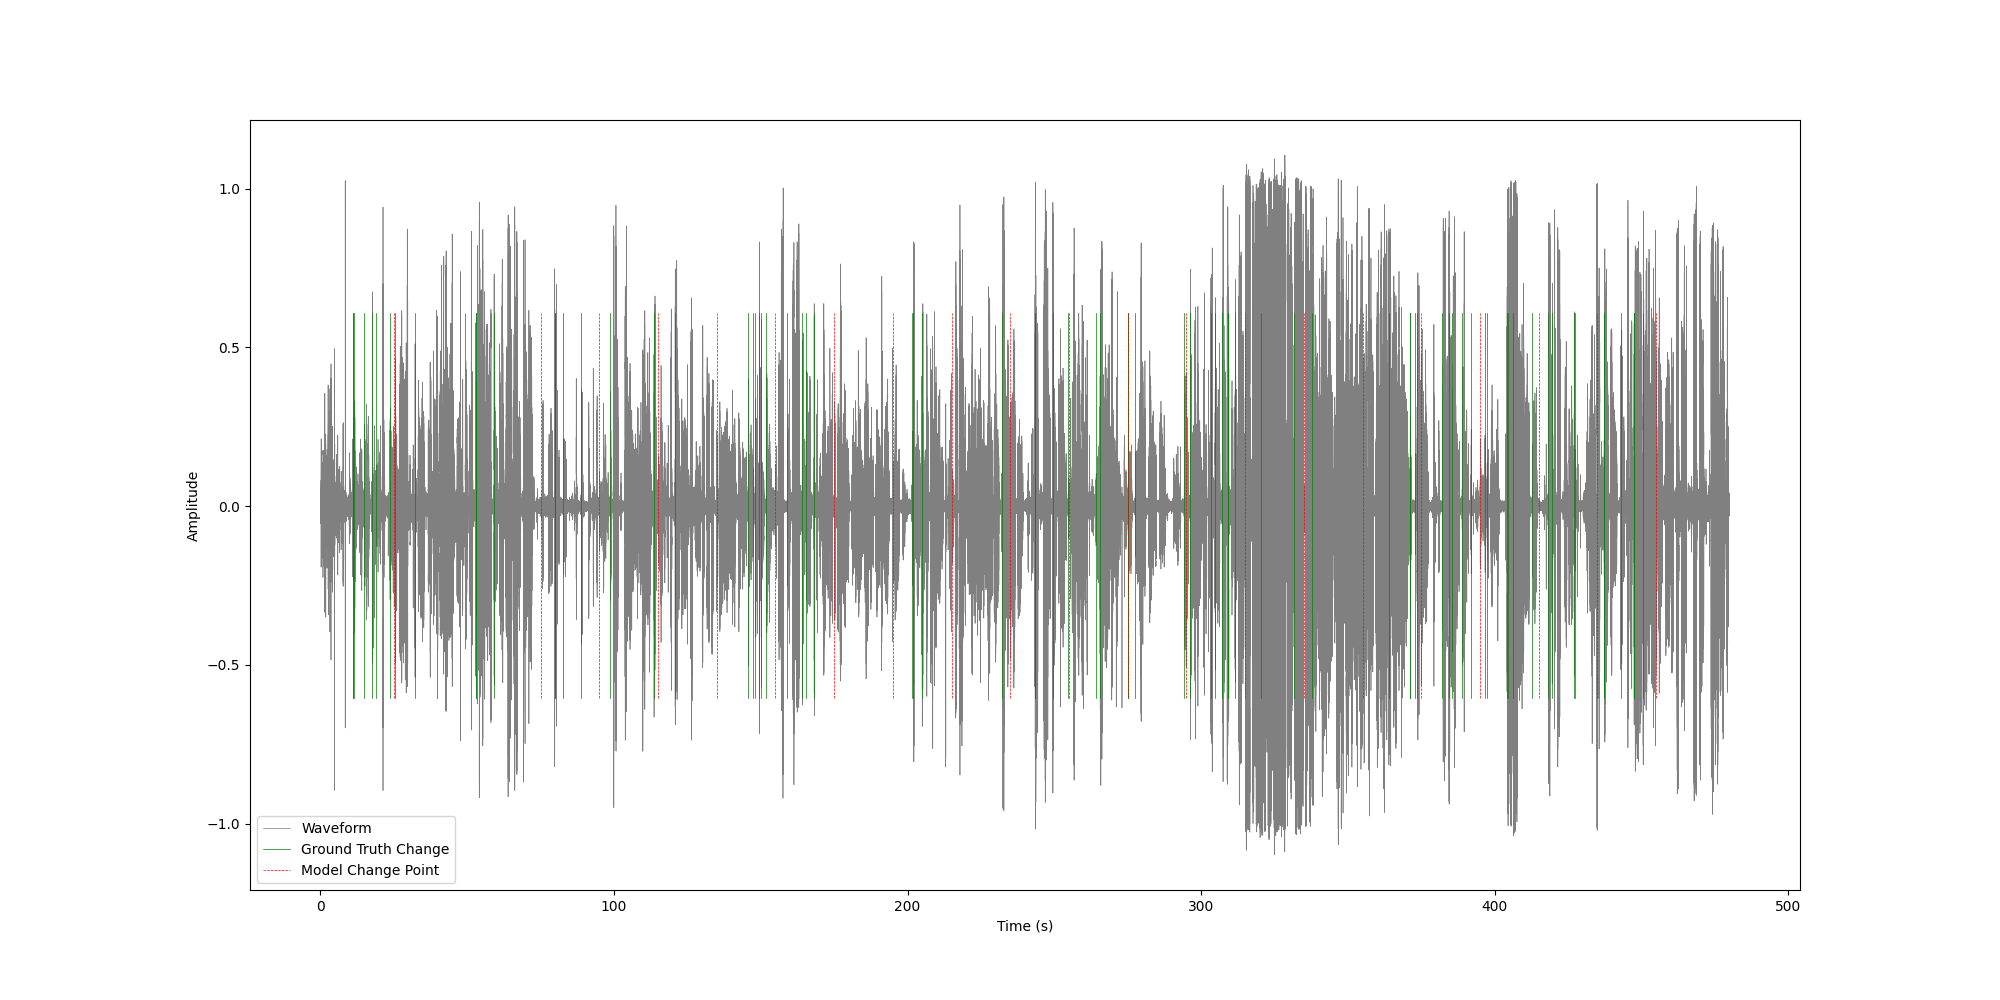 1.0
0.5
0.0
−0.5
−1.0
Amplitude
Waveform
Ground Truth Change
Model Change Point
0 100 200 300 400 500
Time (s)